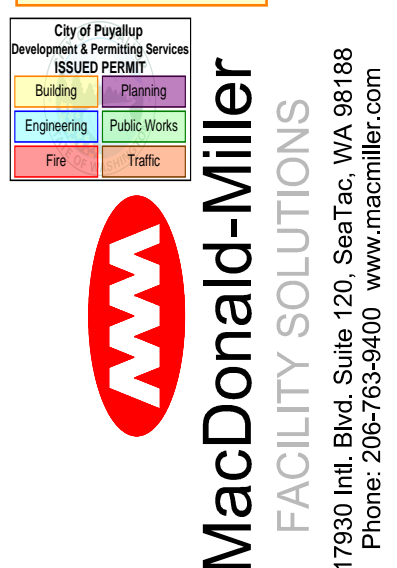 City of Puyallup
Development & Permitting Services
ISSUED PERMIT
Building Planning
Engineering Public Works
Fire Traffic
MacDonald-Miller
FACILITY SOLUTIONS
17930 Intl. Blvd. Suite 120, SeaTac, WA 98188
Phone: 206-763-9400 www.macmiller.com